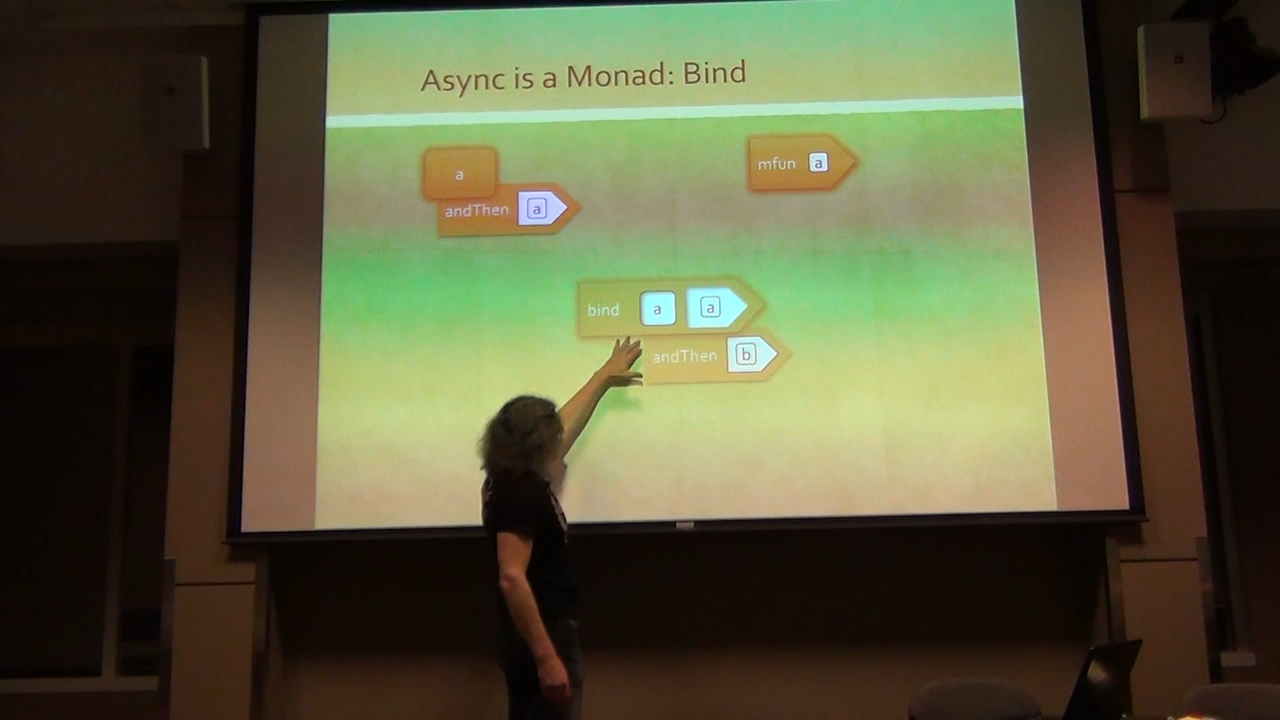 Async is a Monad: Bind
a
andThen a
mfun a
bind a a
andThen b